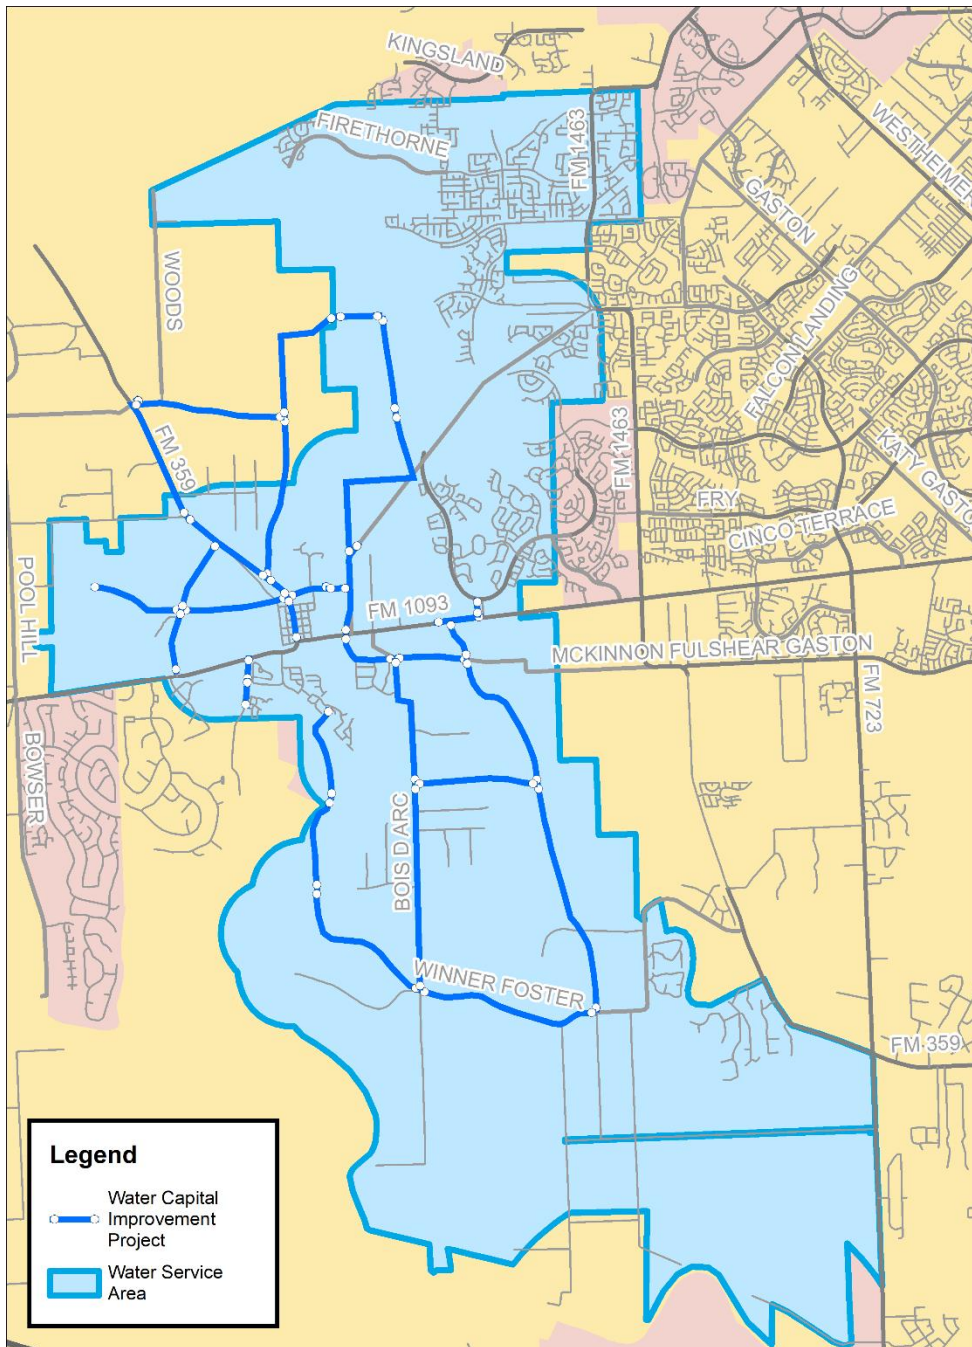 KINGSLAND
FIRETHORNE
FM 1463
WESTHEIMER
GASTON
WOODS
FALCON LANDING
FM 359
FM 1463
KATY GASTO
FRY
CINCO TERRACE
POOL HILL
FM 1093
MCKINNON FULSHEAR GASTON
FM 723
BOWSER
BOIS D ARC
WINNER FOSTER
FM 359
Legend
Water Capital
Improvement
Project
Water Service
Area